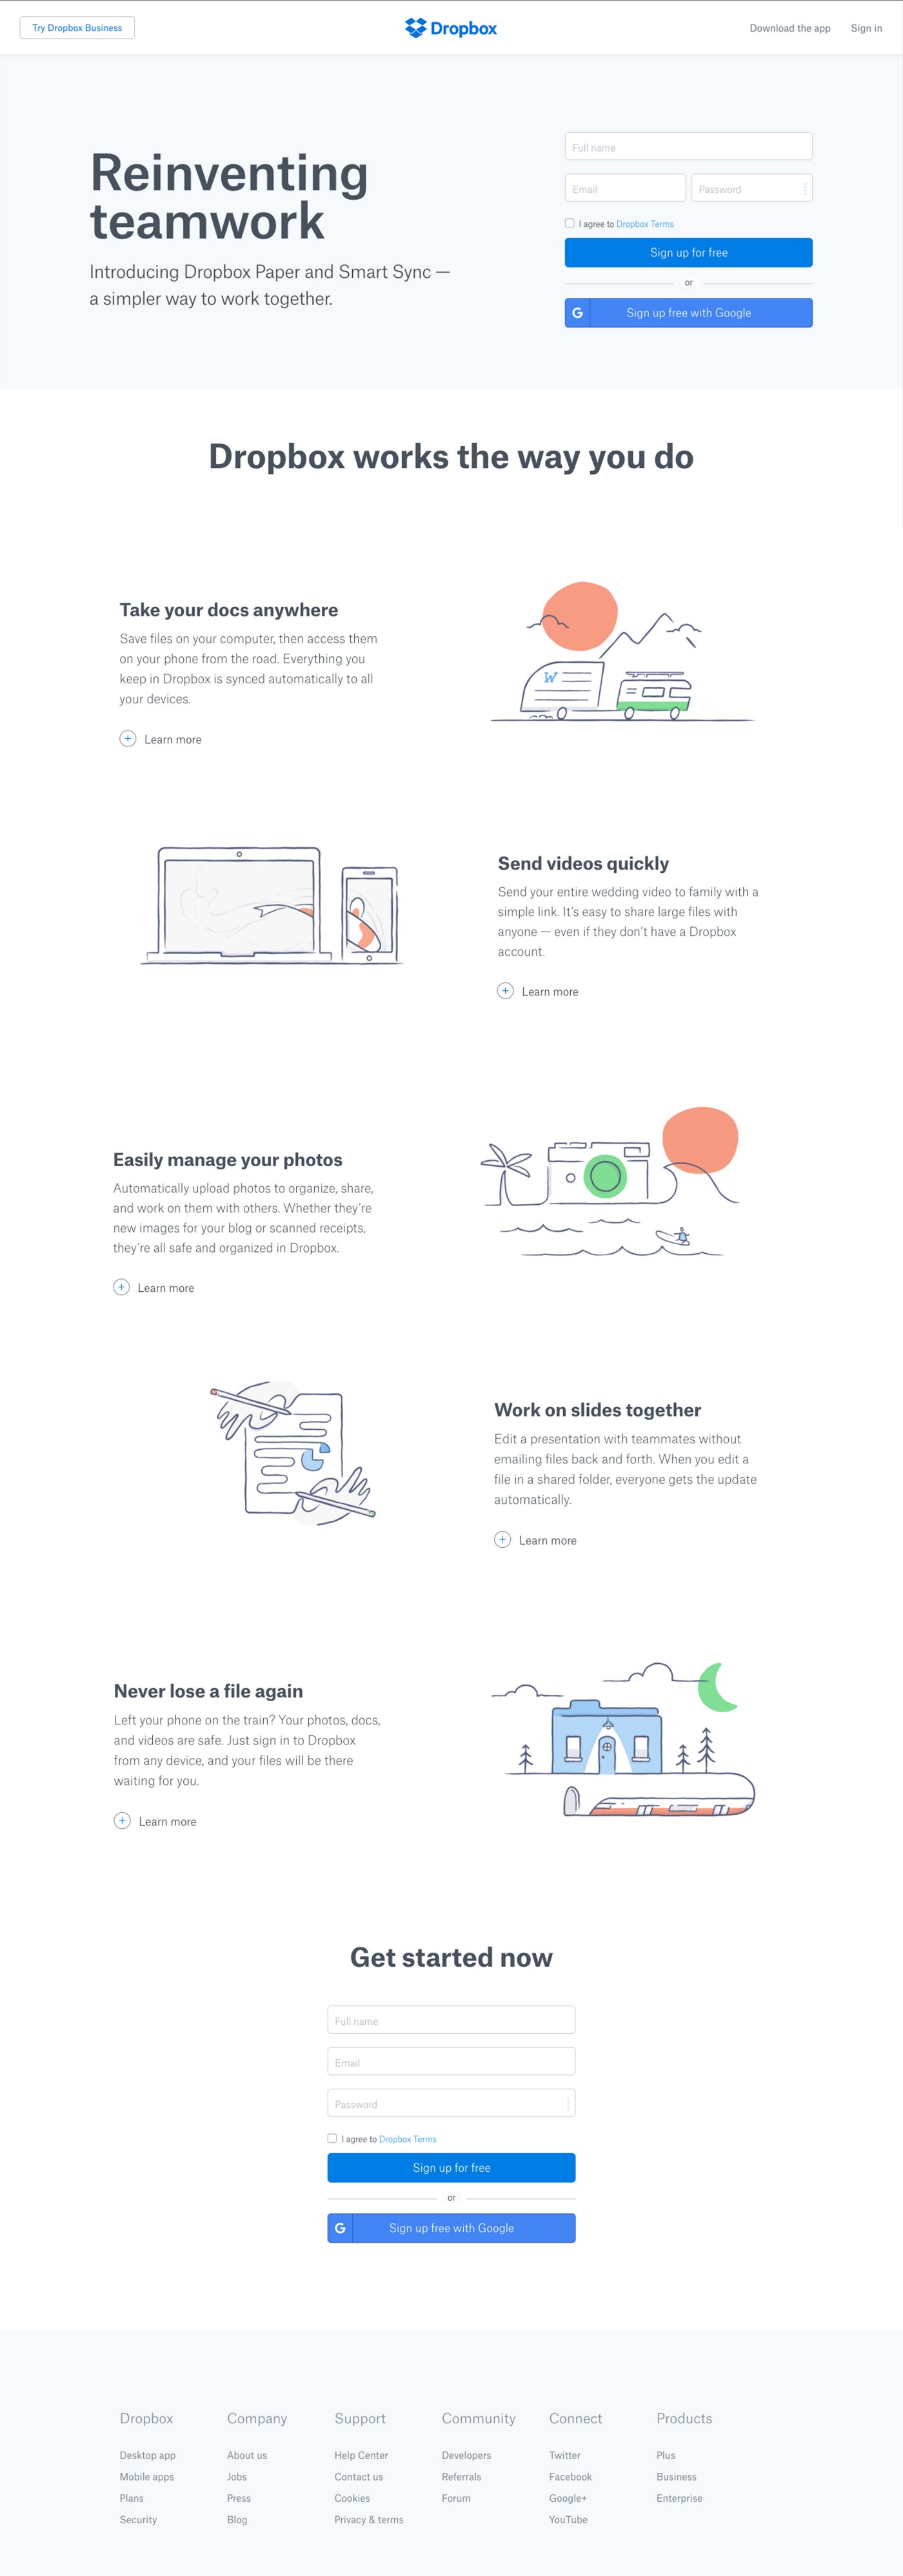 Try Dropbox Business
Dropbox
Download the app
Sign in
Reinventing
teamwork
Introducing Dropbox Paper and Smart Sync —
a simpler way to work together.
Full name
Email
Password
I agree to Dropbox Terms
Sign up for free
or
G
Sign up free with Google
Dropbox works the way you do
Take your docs anywhere
Save files on your computer, then access them
on your phone from the road. Everything you
keep in Dropbox is synced automatically to all
your devices.
+ Learn more
W
Send videos quickly
Send your entire wedding video to family with a
simple link. It's easy to share large files with
anyone — even if they don't have a Dropbox
account.
+ Learn more
Easily manage your photos
Automatically upload photos to organize, share,
and work on them with others. Whether they're
new images for your blog or scanned receipts,
they're all safe and organized in Dropbox.
+ Learn more
Work on slides together
Edit a presentation with teammates without
emailing files back and forth. When you edit a
file in a shared folder, everyone gets the update
automatically.
+ Learn more
Never lose a file again
Left your phone on the train? Your photos, docs,
and videos are safe. Just sign in to Dropbox
from any device, and your files will be there
waiting for you.
+ Learn more
Get started now
Full name
Email
Password
I agree to Dropbox Terms
Sign up for free
or
G
Sign up free with Google
Dropbox
Desktop app
Mobile apps
Plans
Security
Company
About us
Jobs
Press
Blog
Support
Help Center
Contact us
Cookies
Privacy & terms
Community
Developers
Referrals
Forum
Connect
Twitter
Facebook
Google+
YouTube
Products
Plus
Business
Enterprise